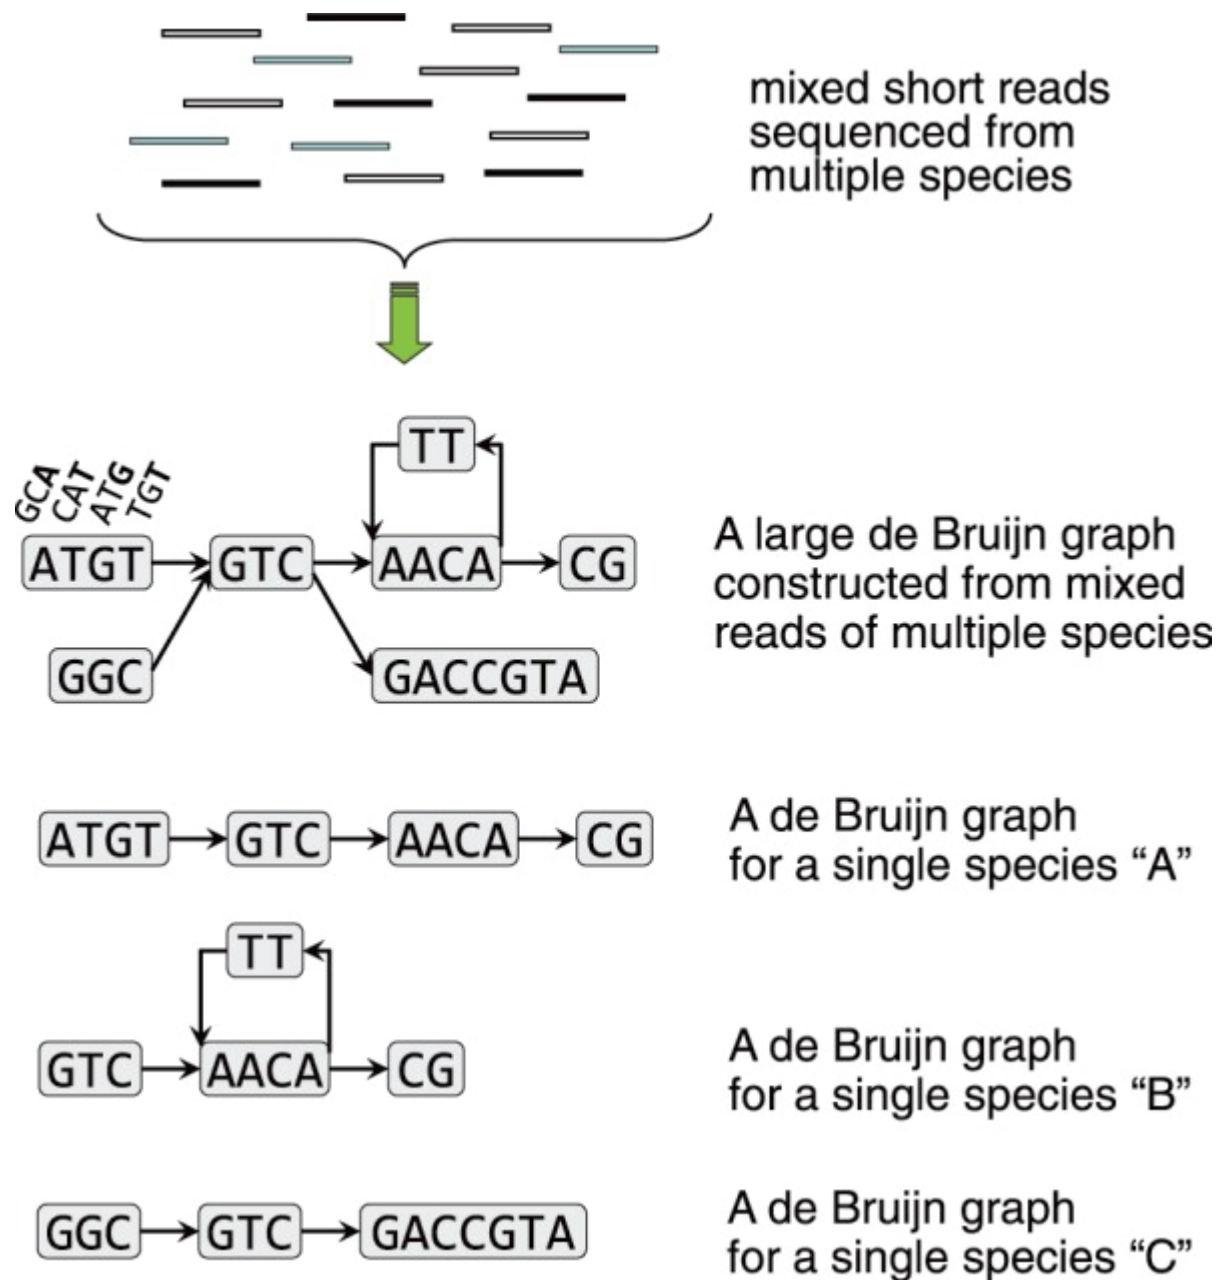 mixed short reads
sequenced from
multiple species
TT
GCA
CAT
ATG
TGT
ATGT
GTC
AACA
CG
GGC
GACCGTA
A large de Bruijn graph
constructed from mixed
reads of multiple species
ATGT
GTC
AACA
CG
A de Bruijn graph
for a single species “A”
TT
GTC
AACA
CG
A de Bruijn graph
for a single species “B”
GGC
GTC
GACCGTA
A de Bruijn graph
for a single species “C”